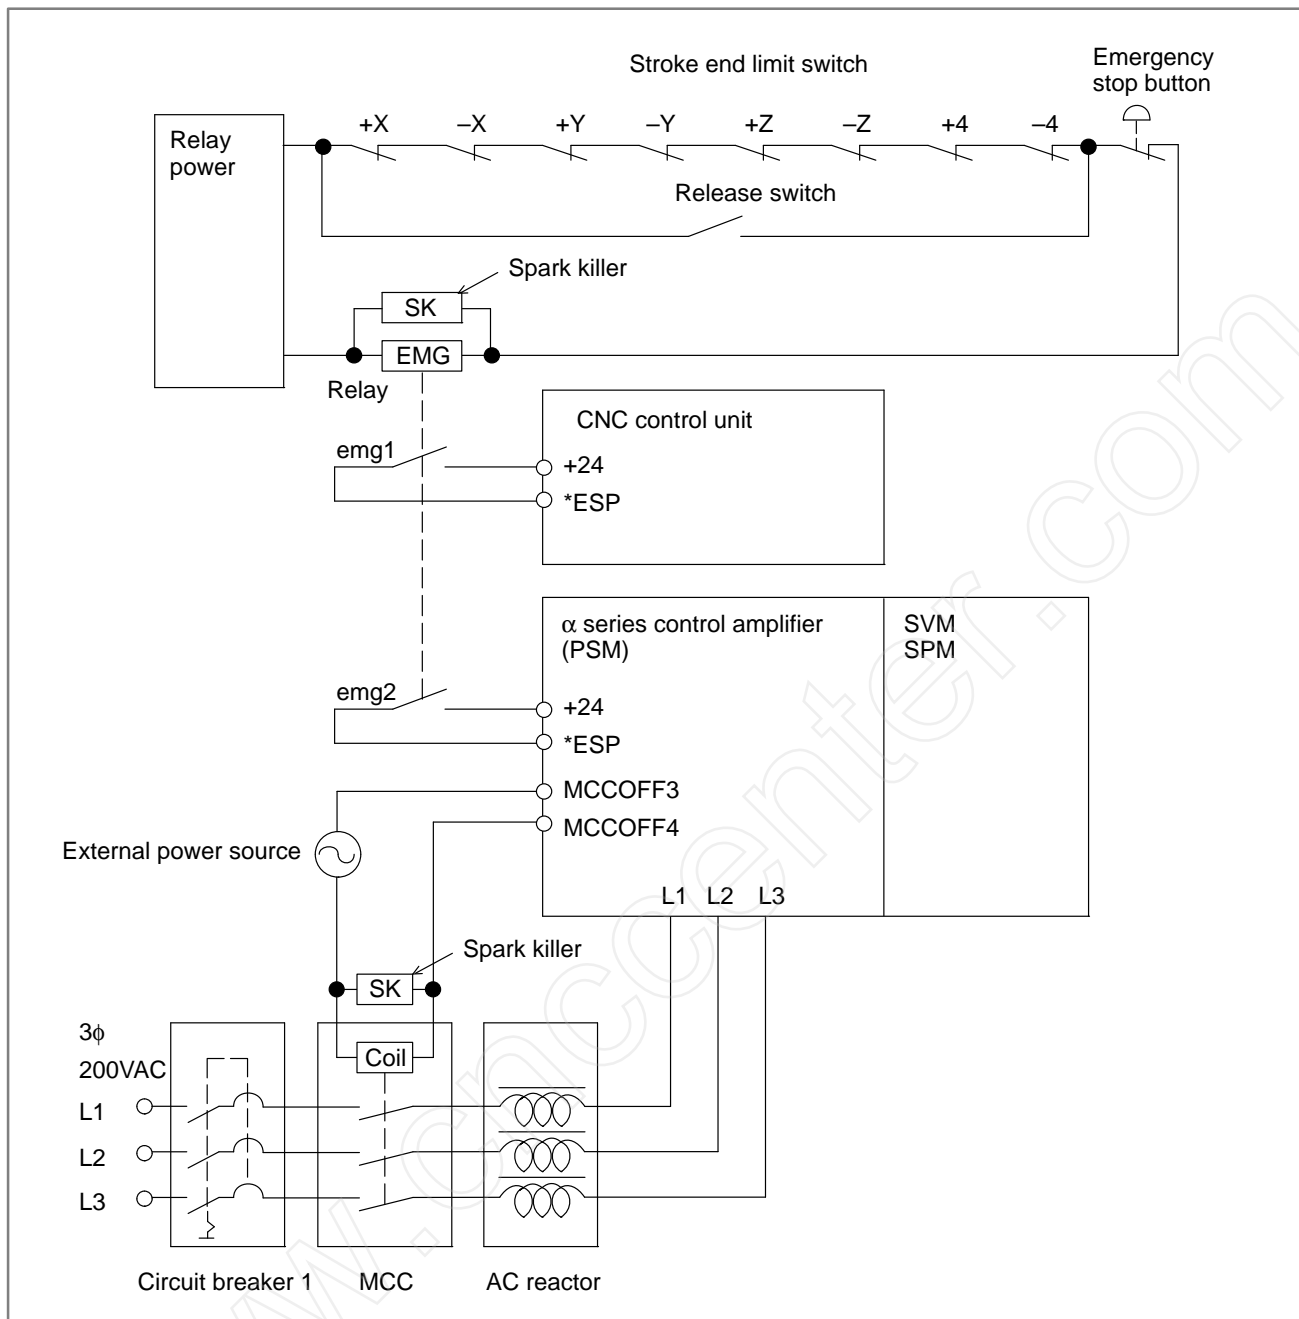 Stroke end limit switch
Emergency
stop button
+X –X +Y –Y +Z –Z +4 –4
Relay
power
Release switch
Spark killer
SK
EMG
Relay
CNC control unit
emg1
+24
*ESP
α series control amplifier
(PSM)
SVM
SPM
emg2
+24
*ESP
MCCOFF3
MCCOFF4
External power source
L1 L2 L3
Spark killer
SK
3ϕ
200VAC
Coil
L1
L2
L3
Circuit breaker 1
MCC
AC reactor
w.cnccenter.com